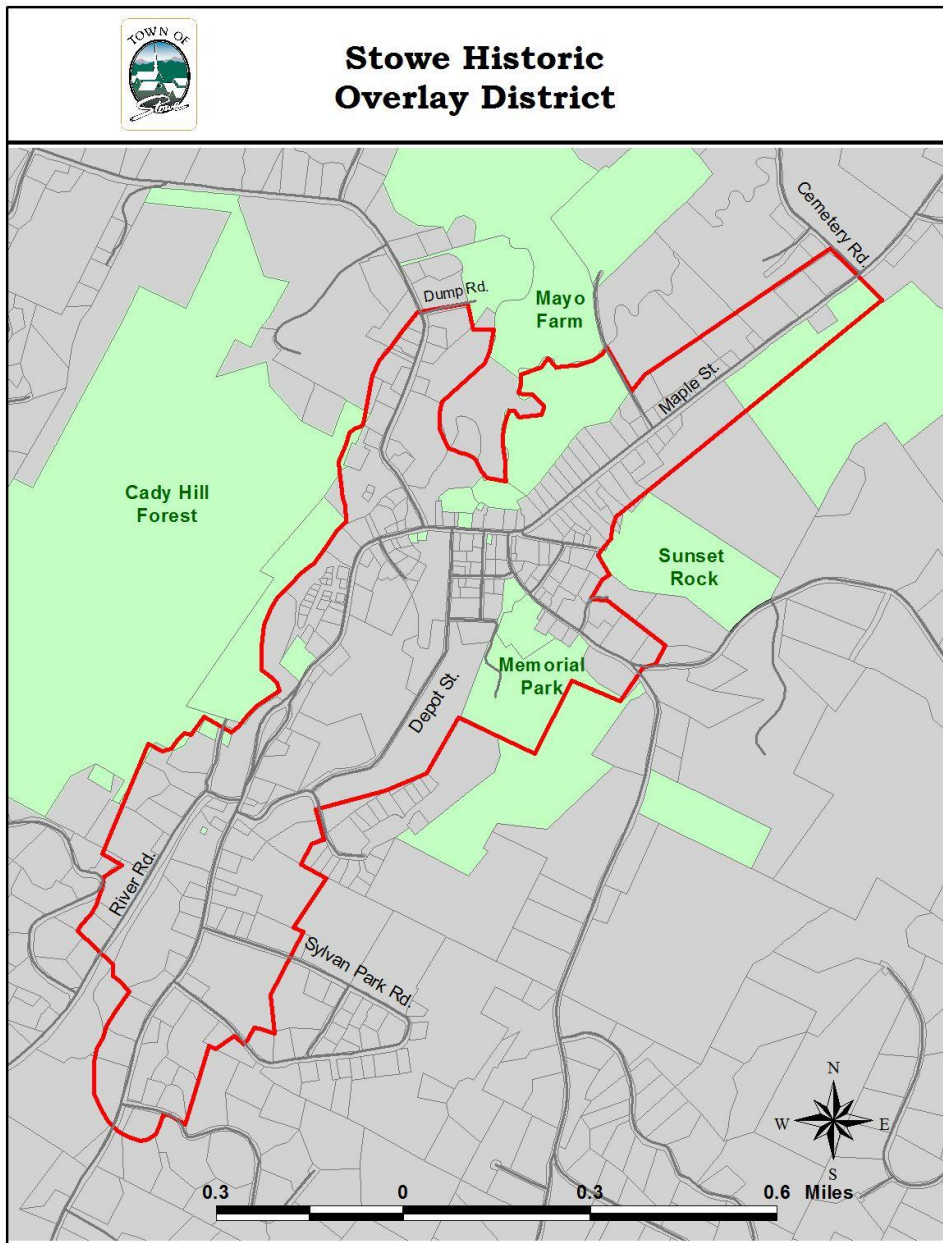 TOWN OF
Stowe
Stowe Historic
Overlay District
Cemetery Rd.
Dump Rd.
Mayo
Farm
Maple St.
Cady Hill
Forest
Sunset
Rock
Memorial
Park
Depot St.
River Rd.
Sylvan Park Rd.
N
W
E
S
0.3
0
0.3
0.6 Miles